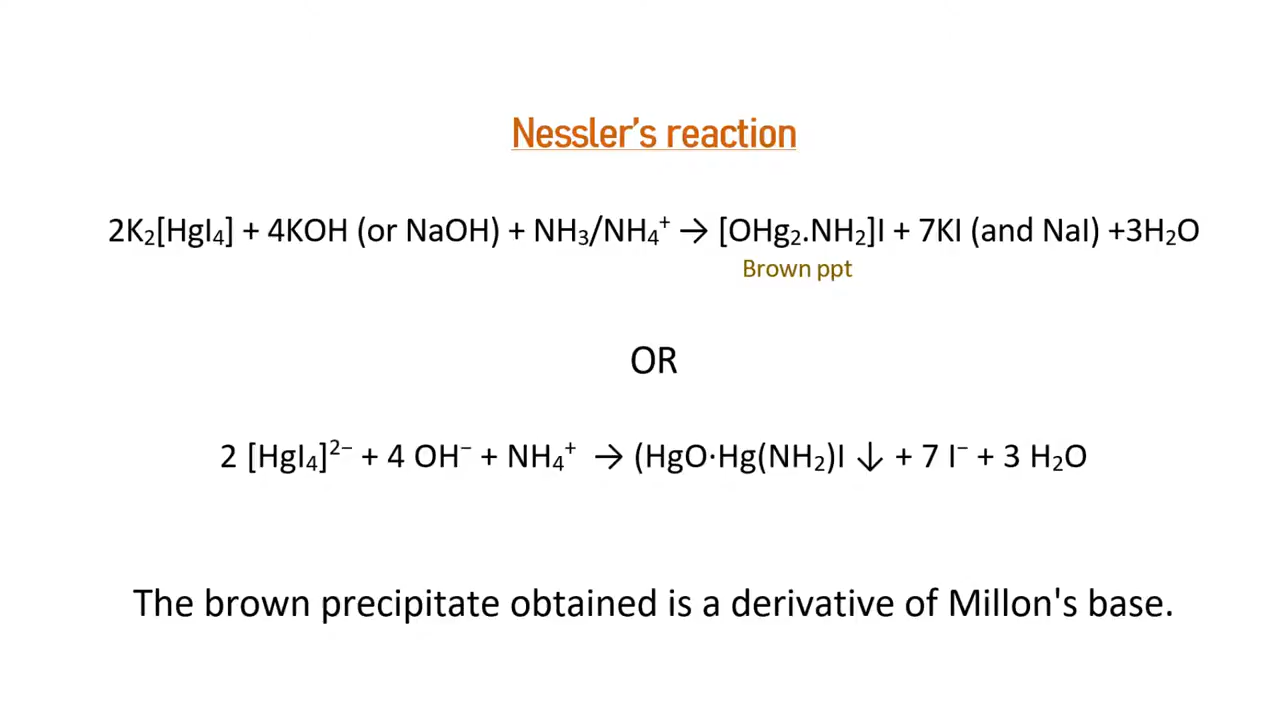 Nessler's reaction
2K₂[HgI₄] + 4KOH (or NaOH) + NH₃/NH₄⁺ → [OHg₂.NH₂]I + 7KI (and NaI) +3H₂O
Brown ppt
OR
2 [HgI₄]²⁻ + 4 OH⁻ + NH₄⁺ → (HgO·Hg(NH₂)I ↓ + 7 I⁻ + 3 H₂O
The brown precipitate obtained is a derivative of Millon's base.